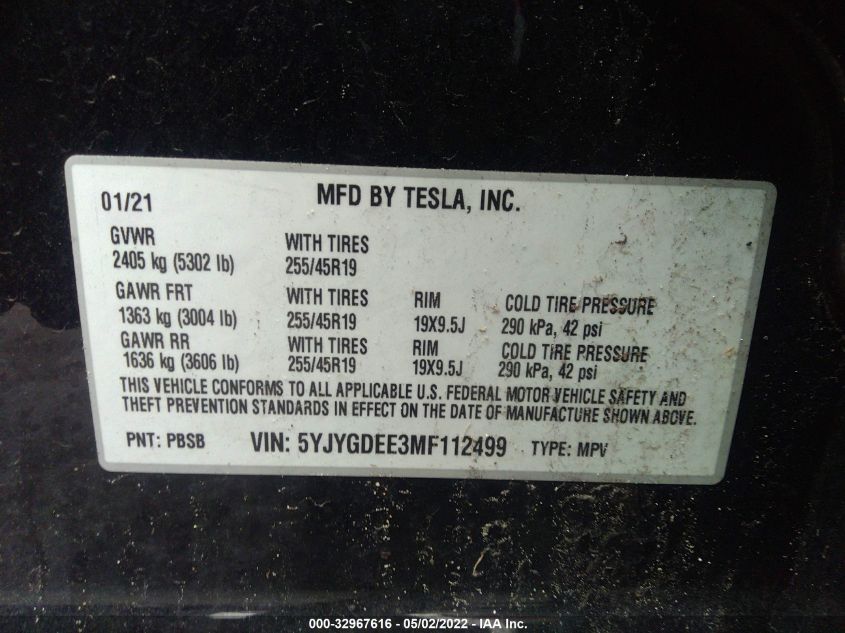 01/21 MFD BY TESLA, INC.
GVWR WITH TIRES
2405 kg (5302 lb) 255/45R19
GAWR FRT WITH TIRES RIM COLD TIRE PRESSURE
1363 kg (3004 lb) 255/45R19 19X9.5J 290 kPa, 42 psi
GAWR RR WITH TIRES RIM COLD TIRE PRESSURE
1636 kg (3606 lb) 255/45R19 19X9.5J 290 kPa, 42 psi
THIS VEHICLE CONFORMS TO ALL APPLICABLE U.S. FEDERAL MOTOR VEHICLE SAFETY AND
THEFT PREVENTION STANDARDS IN EFFECT ON THE DATE OF MANUFACTURE SHOWN ABOVE.
PNT: PBSB VIN: 5YJYGDEE3MF112499 TYPE: MPV
000-32967616 - 05/02/2022 - IAA Inc.